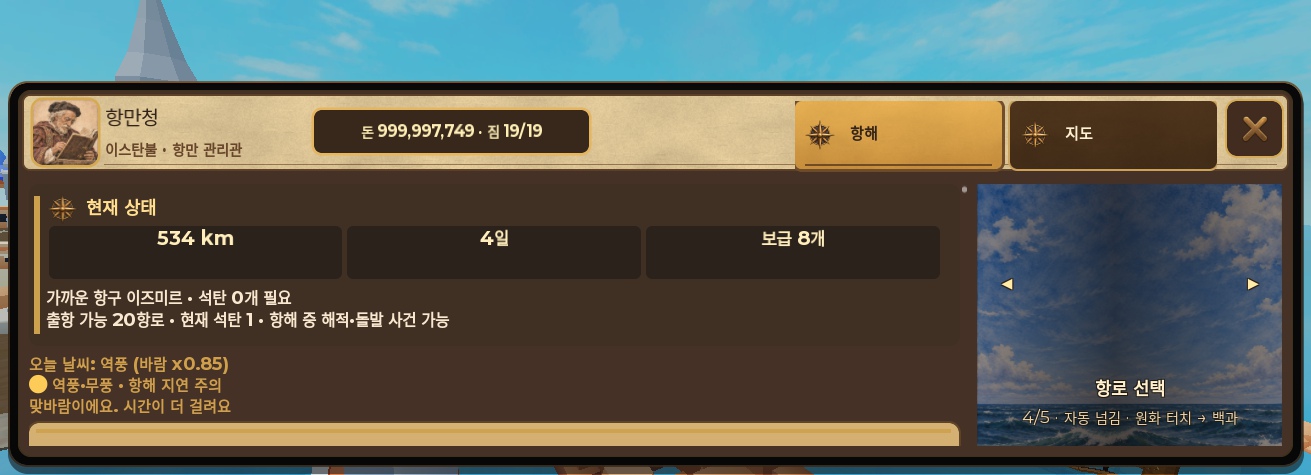 항만청
이스탄불 • 항만 관리관
돈 999,997,749 · 짐 19/19
항해
지도
현재 상태
534 km
4일
보급 8개
가까운 항구 이즈미르 • 석탄 0개 필요
출항 가능 20항로 • 현재 석탄 1 • 항해 중 해적•돌발 사건 가능
오늘 날씨: 역풍 (바람 x0.85)
역풍•무풍 • 항해 지연 주의
맞바람이에요. 시간이 더 걸려요
항로 선택
4/5 · 자동 넘김 · 원화 터치 → 백과